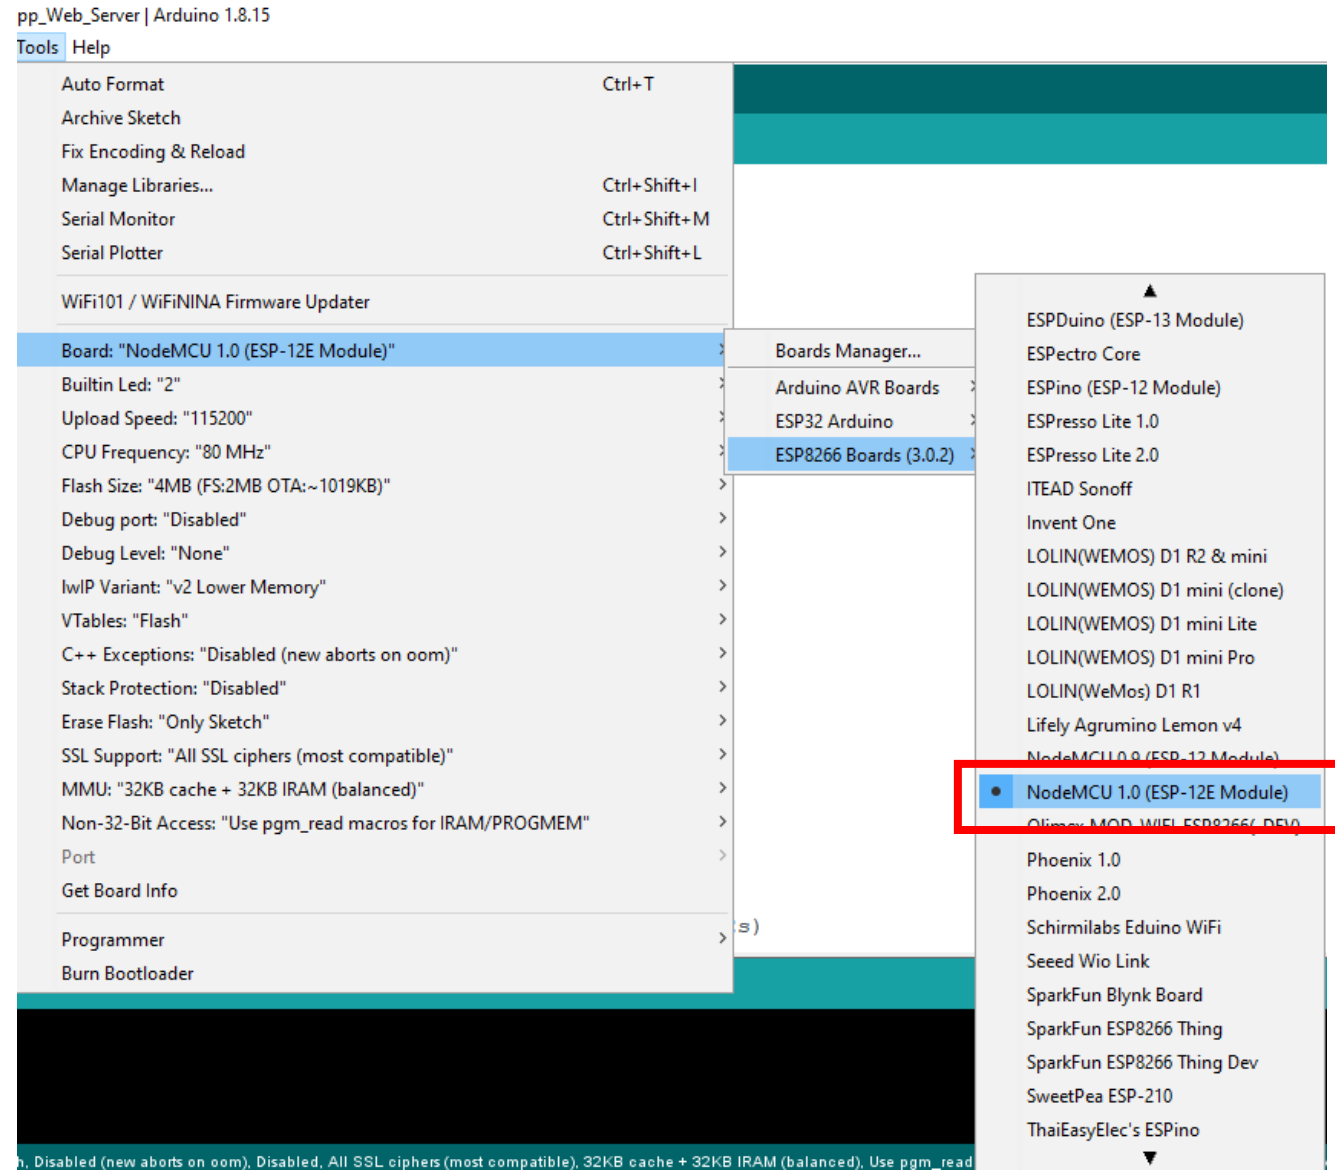 pp_Web_Server | Arduino 1.8.15
Tools Help
Auto Format Ctrl+T
Archive Sketch
Fix Encoding & Reload
Manage Libraries... Ctrl+Shift+I
Serial Monitor Ctrl+Shift+M
Serial Plotter Ctrl+Shift+L
WiFi101 / WiFiNINA Firmware Updater
Board: "NodeMCU 1.0 (ESP-12E Module)"
Builtin Led: "2"
Upload Speed: "115200"
CPU Frequency: "80 MHz"
Flash Size: "4MB (FS:2MB OTA:~1019KB)"
Debug port: "Disabled"
Debug Level: "None"
lwIP Variant: "v2 Lower Memory"
VTables: "Flash"
C++ Exceptions: "Disabled (new aborts on oom)"
Stack Protection: "Disabled"
Erase Flash: "Only Sketch"
SSL Support: "All SSL ciphers (most compatible)"
MMU: "32KB cache + 32KB IRAM (balanced)"
Non-32-Bit Access: "Use pgm_read macros for IRAM/PROGMEM"
Port
Get Board Info
Programmer
Burn Bootloader
Boards Manager...
Arduino AVR Boards
ESP32 Arduino
ESP8266 Boards (3.0.2)
ESPDuino (ESP-13 Module)
ESPectro Core
ESPino (ESP-12 Module)
ESPresso Lite 1.0
ESPresso Lite 2.0
ITEAD Sonoff
Invent One
LOLIN(WEMOS) D1 R2 & mini
LOLIN(WEMOS) D1 mini (clone)
LOLIN(WEMOS) D1 mini Lite
LOLIN(WEMOS) D1 mini Pro
LOLIN(WeMos) D1 R1
Lifely Agrumino Lemon v4
NodeMCU 0.9 (ESP-12 Module)
NodeMCU 1.0 (ESP-12E Module)
Olimex MOD-WIFI-ESP8266(-DEV)
Phoenix 1.0
Phoenix 2.0
Schirmilabs Eduino WiFi
Seeed Wio Link
SparkFun Blynk Board
SparkFun ESP8266 Thing
SparkFun ESP8266 Thing Dev
SweetPea ESP-210
ThaiEasyElec's ESPino
s)
h, Disabled (new aborts on oom), Disabled, All SSL ciphers (most compatible), 32KB cache + 32KB IRAM (balanced), Use pgm_read